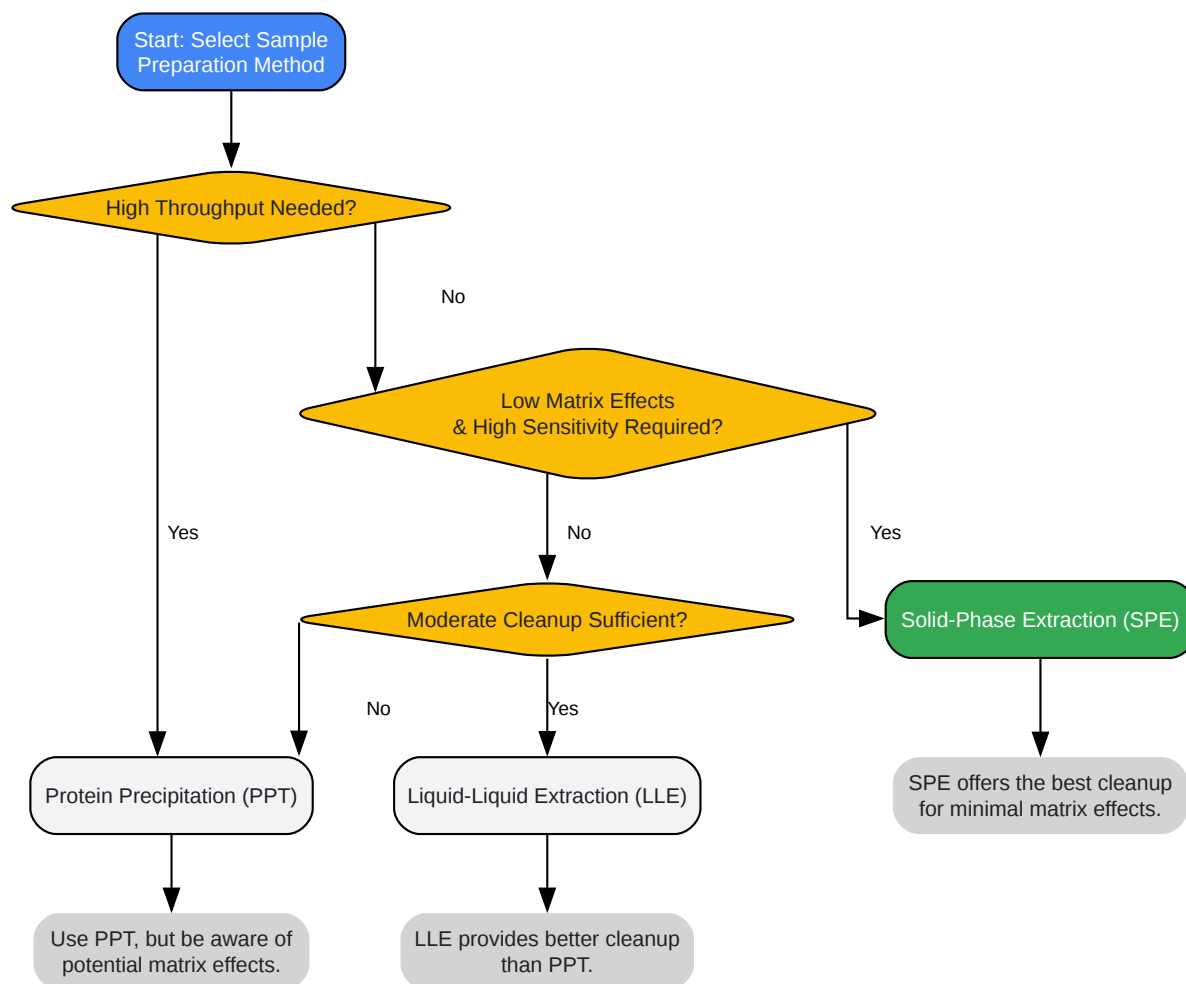 Start: Select Sample
Preparation Method
High Throughput Needed?
No
Low Matrix Effects
& High Sensitivity Required?
Yes
No
Yes
Moderate Cleanup Sufficient?
Solid-Phase Extraction (SPE)
No
Yes
Protein Precipitation (PPT)
Liquid-Liquid Extraction (LLE)
SPE offers the best cleanup
for minimal matrix effects.
Use PPT, but be aware of
potential matrix effects.
LLE provides better cleanup
than PPT.